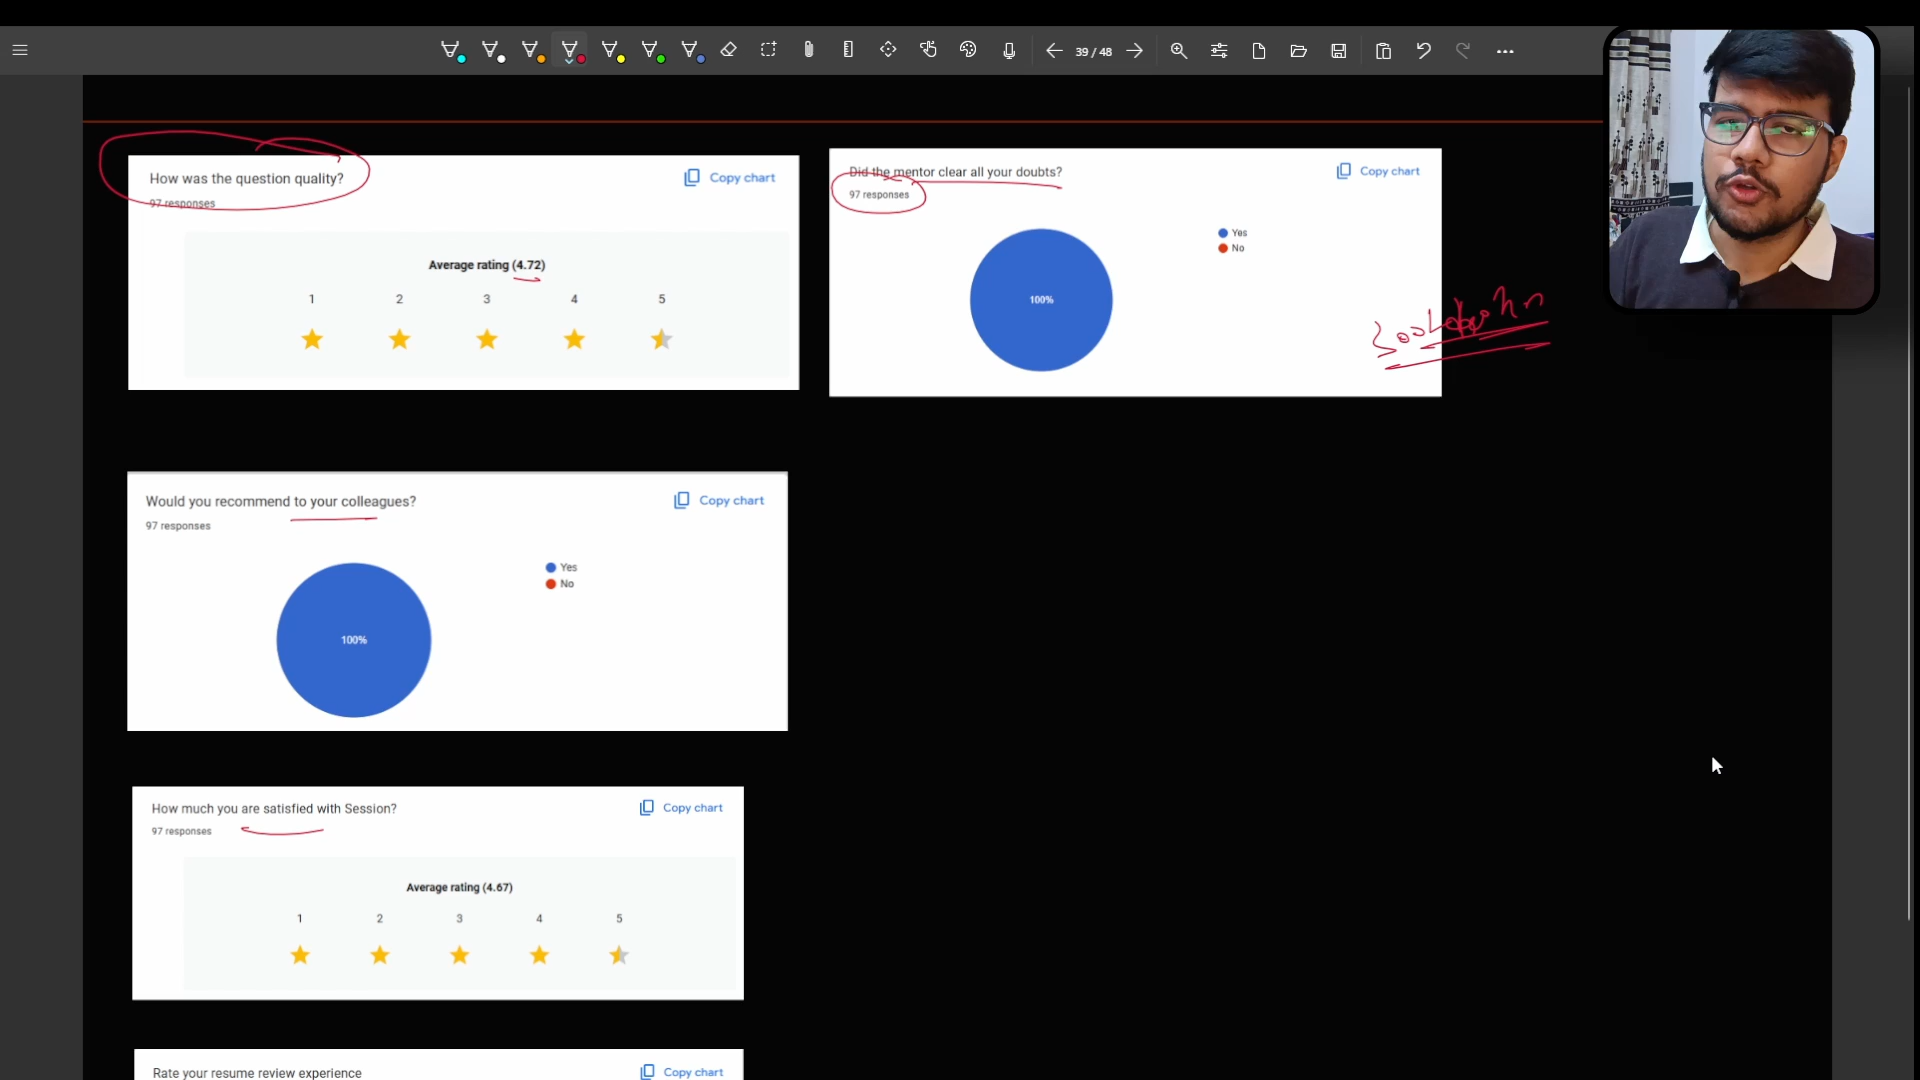 39 / 48
How was the question quality?
Copy chart
97 responses
Average rating (4.72)
1 2 3 4 5
Did the mentor clear all your doubts?
Copy chart
97 responses
Yes
No
100%
Would you recommend to your colleagues?
Copy chart
97 responses
Yes
No
100%
How much you are satisfied with Session?
Copy chart
97 responses
Average rating (4.67)
1 2 3 4 5
Rate your resume review experience
Copy chart